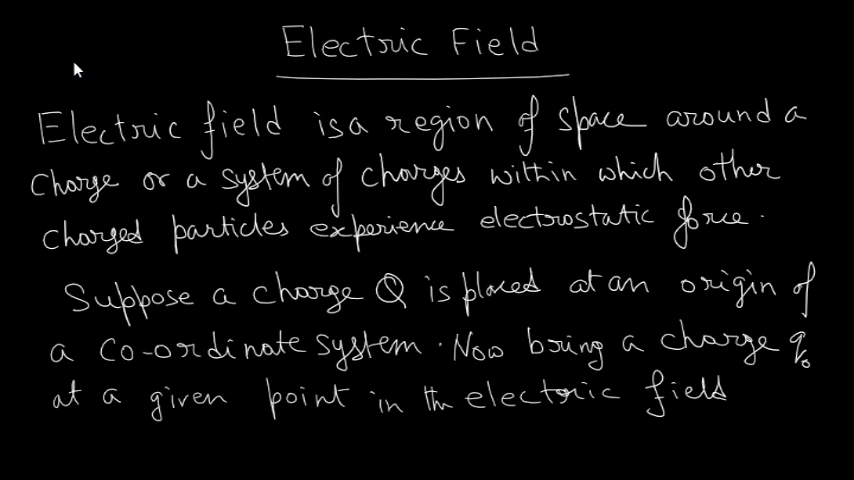 Electric Field
Electric field is a region of space around a
charge or a system of charges within which other
charged particles experience electrostatic force.
Suppose a charge Q is placed at an origin of
a co-ordinate system. Now bring a charge q₀
at a given point in the electric field